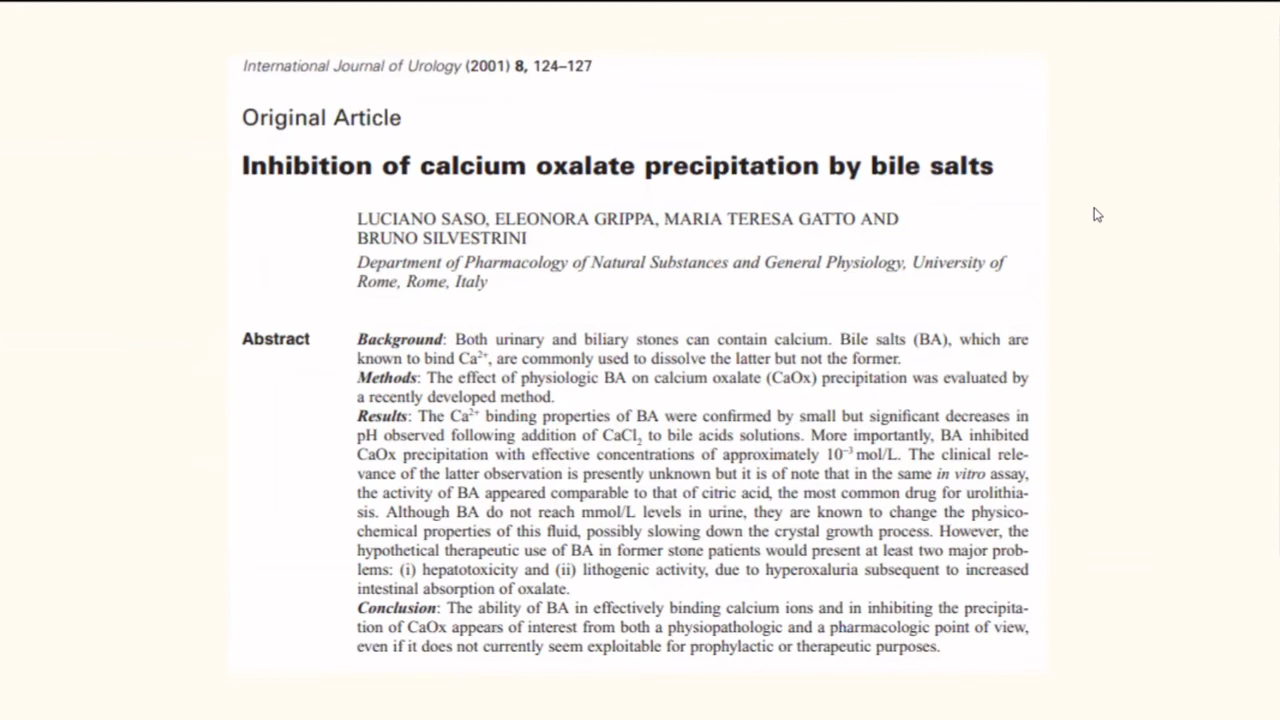 International Journal of Urology (2001) 8, 124–127
Original Article
Inhibition of calcium oxalate precipitation by bile salts
LUCIANO SASO, ELEONORA GRIPPA, MARIA TERESA GATTO AND
BRUNO SILVESTRINI
Department of Pharmacology of Natural Substances and General Physiology, University of
Rome, Rome, Italy
Abstract Background: Both urinary and biliary stones can contain calcium. Bile salts (BA), which are
known to bind Ca²⁺, are commonly used to dissolve the latter but not the former.
Methods: The effect of physiologic BA on calcium oxalate (CaOx) precipitation was evaluated by
a recently developed method.
Results: The Ca²⁺ binding properties of BA were confirmed by small but significant decreases in
pH observed following addition of CaCl₂ to bile acids solutions. More importantly, BA inhibited
CaOx precipitation with effective concentrations of approximately 10⁻³ mol/L. The clinical rele-
vance of the latter observation is presently unknown but it is of note that in the same in vitro assay,
the activity of BA appeared comparable to that of citric acid, the most common drug for urolithia-
sis. Although BA do not reach mmol/L levels in urine, they are known to change the physico-
chemical properties of this fluid, possibly slowing down the crystal growth process. However, the
hypothetical therapeutic use of BA in former stone patients would present at least two major prob-
lems: (i) hepatotoxicity and (ii) lithogenic activity, due to hyperoxaluria subsequent to increased
intestinal absorption of oxalate.
Conclusion: The ability of BA in effectively binding calcium ions and in inhibiting the precipita-
tion of CaOx appears of interest from both a physiopathologic and a pharmacologic point of view,
even if it does not currently seem exploitable for prophylactic or therapeutic purposes.